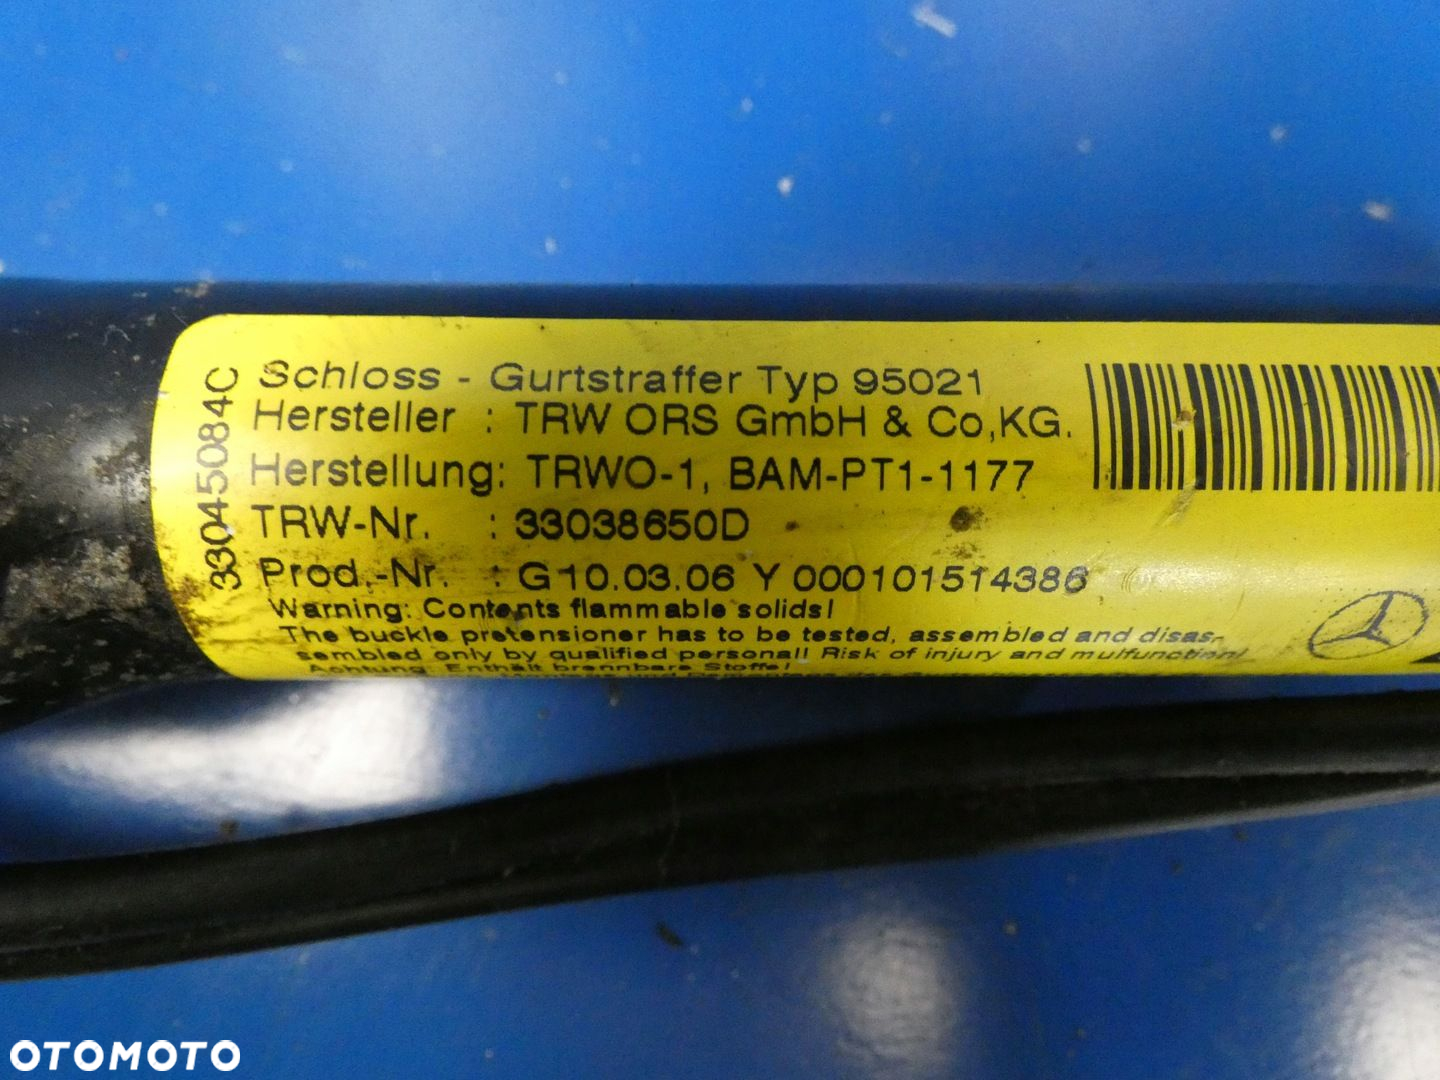 33045084C
Schloss - Gurtstraffer Typ 95021
Hersteller : TRW ORS GmbH & Co,KG.
Herstellung: TRWO-1, BAM-PT1-1177
TRW-Nr. : 33038650D
Prod.-Nr. : G10.03.06 Y 000101514386
Warning: Contents flammable solids!
The buckle pretensioner has to be tested, assembled and disas-
sembled only by qualified personal! Risk of injury and mulfunction!
Achtung: Enthält brennbare Stoffe!
OTOMOTO